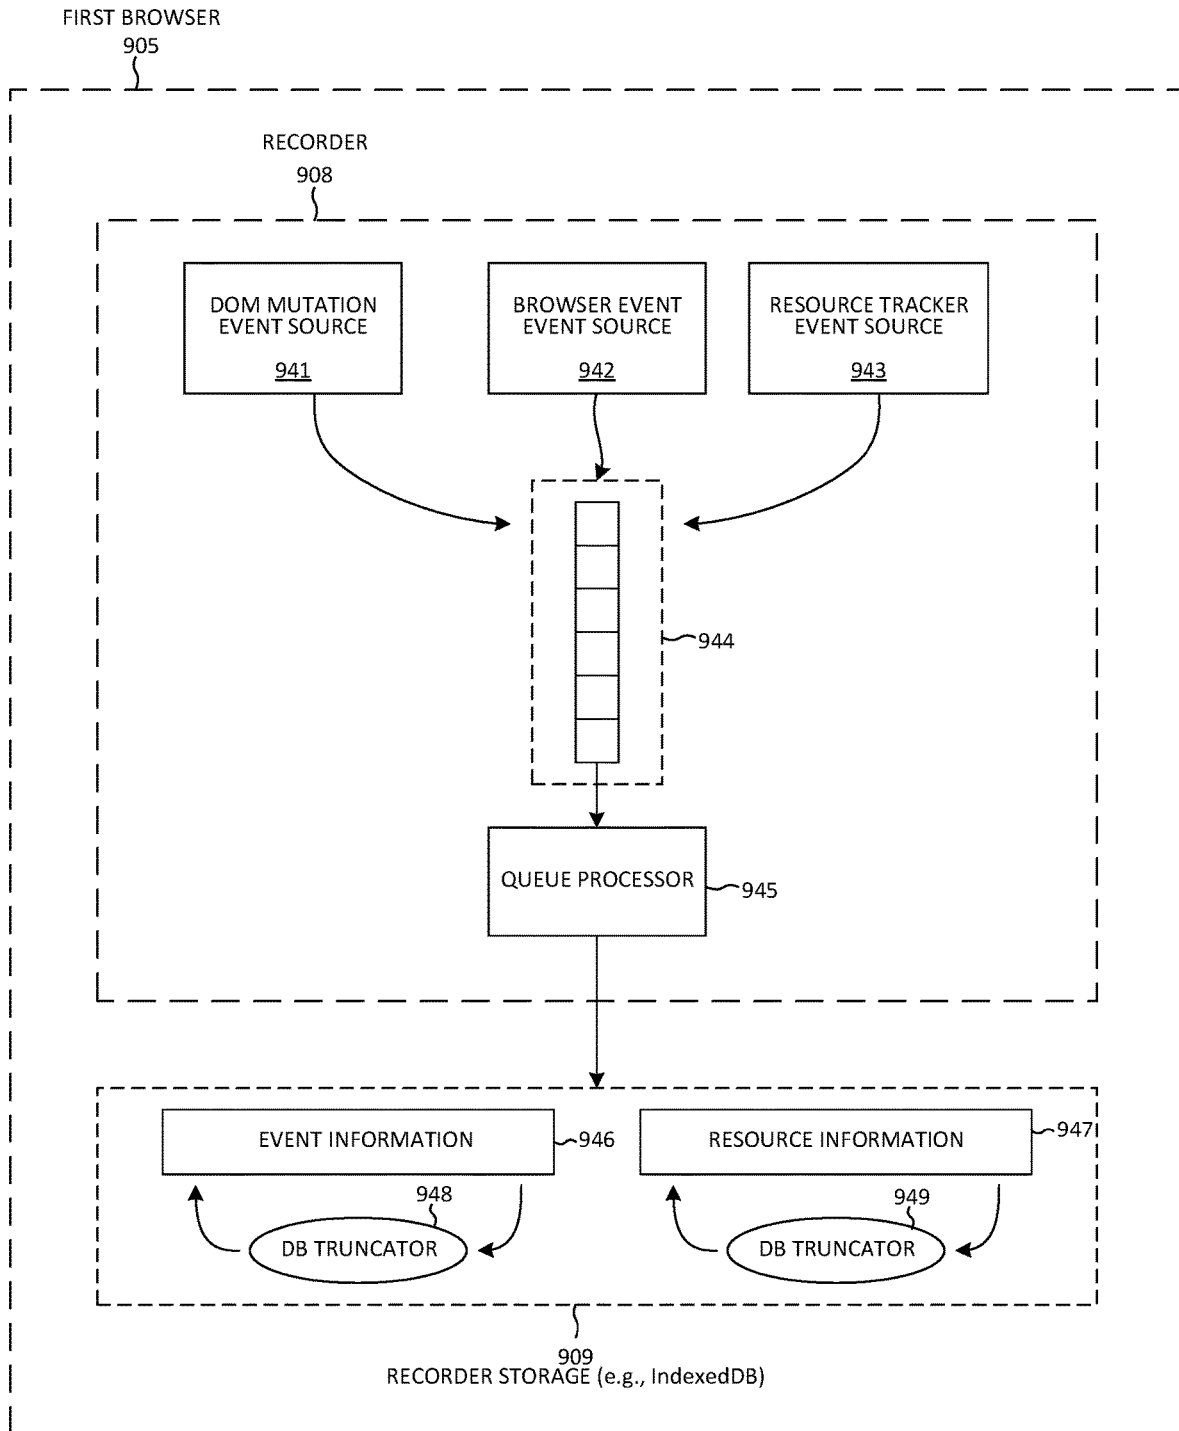 FIRST BROWSER
905
RECORDER
908
DOM MUTATION
EVENT SOURCE
941
BROWSER EVENT
EVENT SOURCE
942
RESOURCE TRACKER
EVENT SOURCE
943
944
QUEUE PROCESSOR
945
EVENT INFORMATION
946
RESOURCE INFORMATION
947
948
DB TRUNCATOR
949
DB TRUNCATOR
909
RECORDER STORAGE (e.g., IndexedDB)